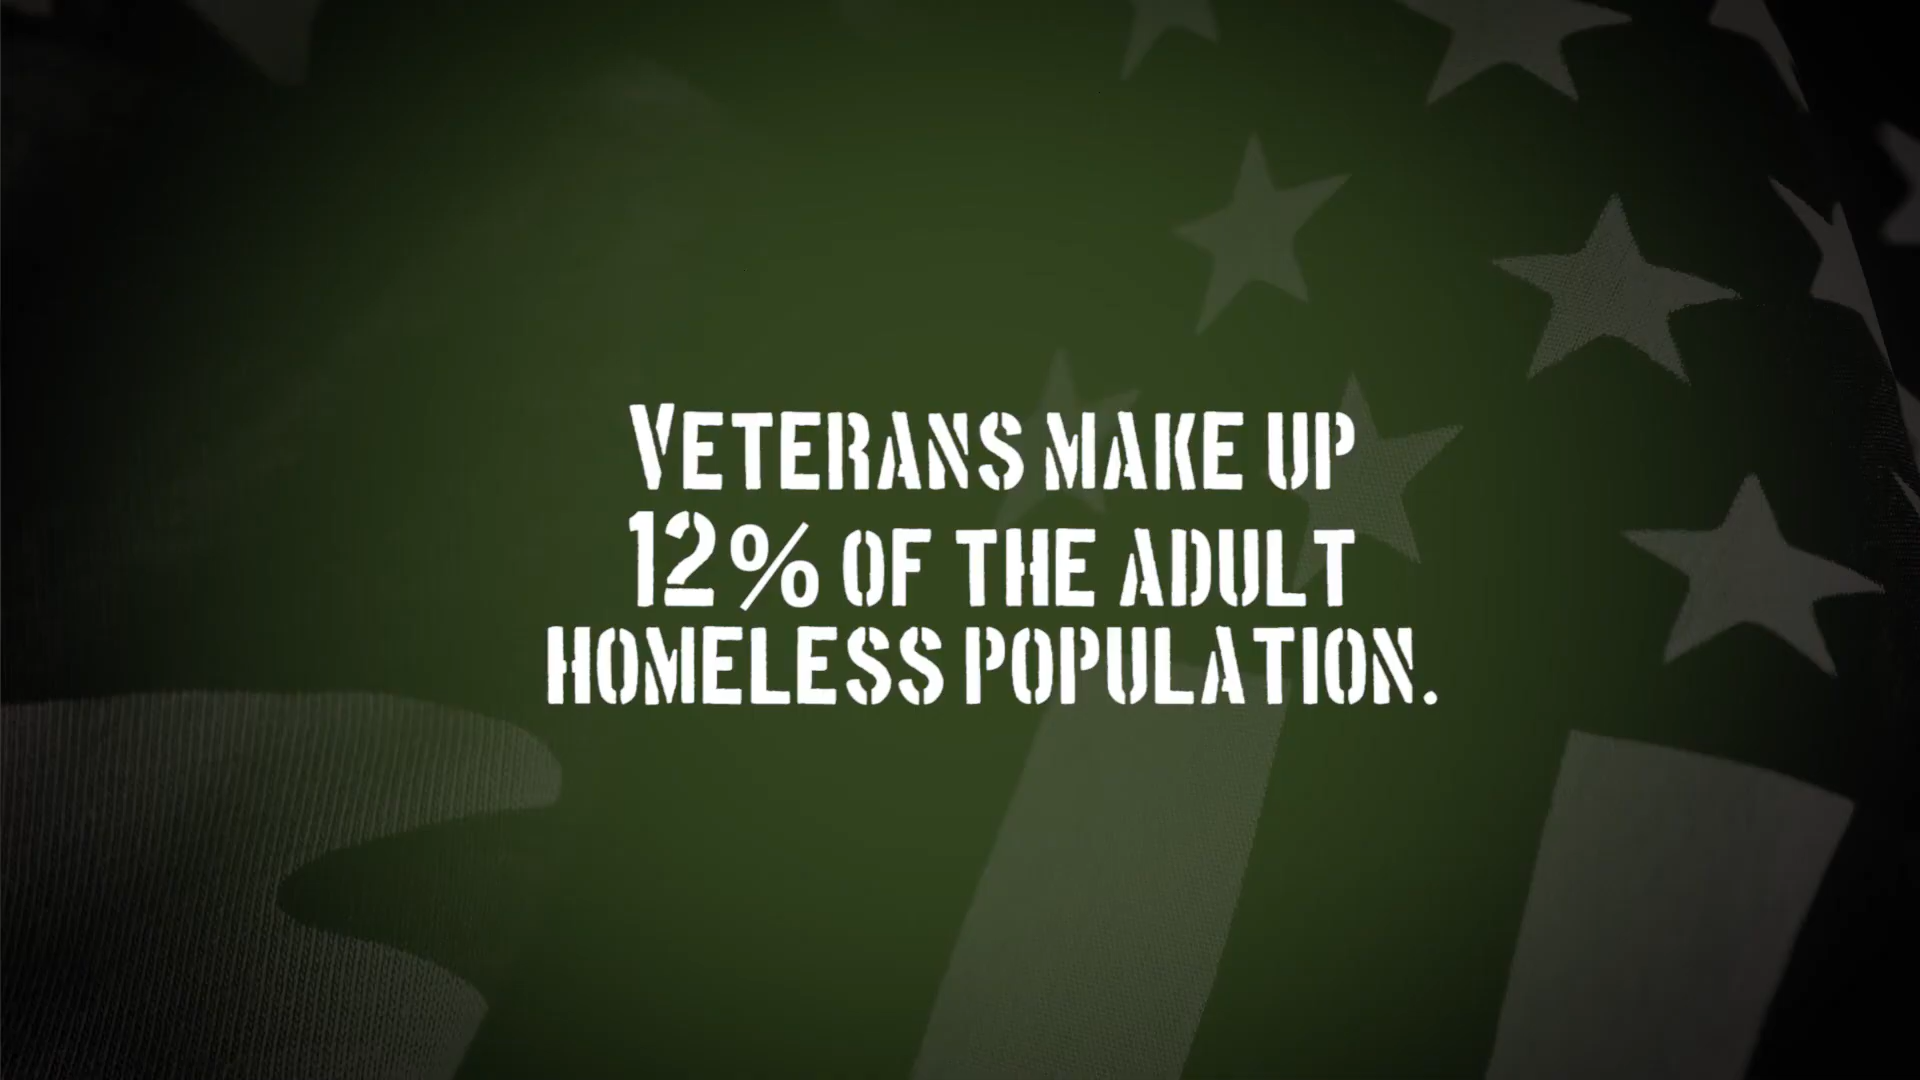 VETERANS MAKE UP
12% OF THE ADULT
HOMELESS POPULATION.